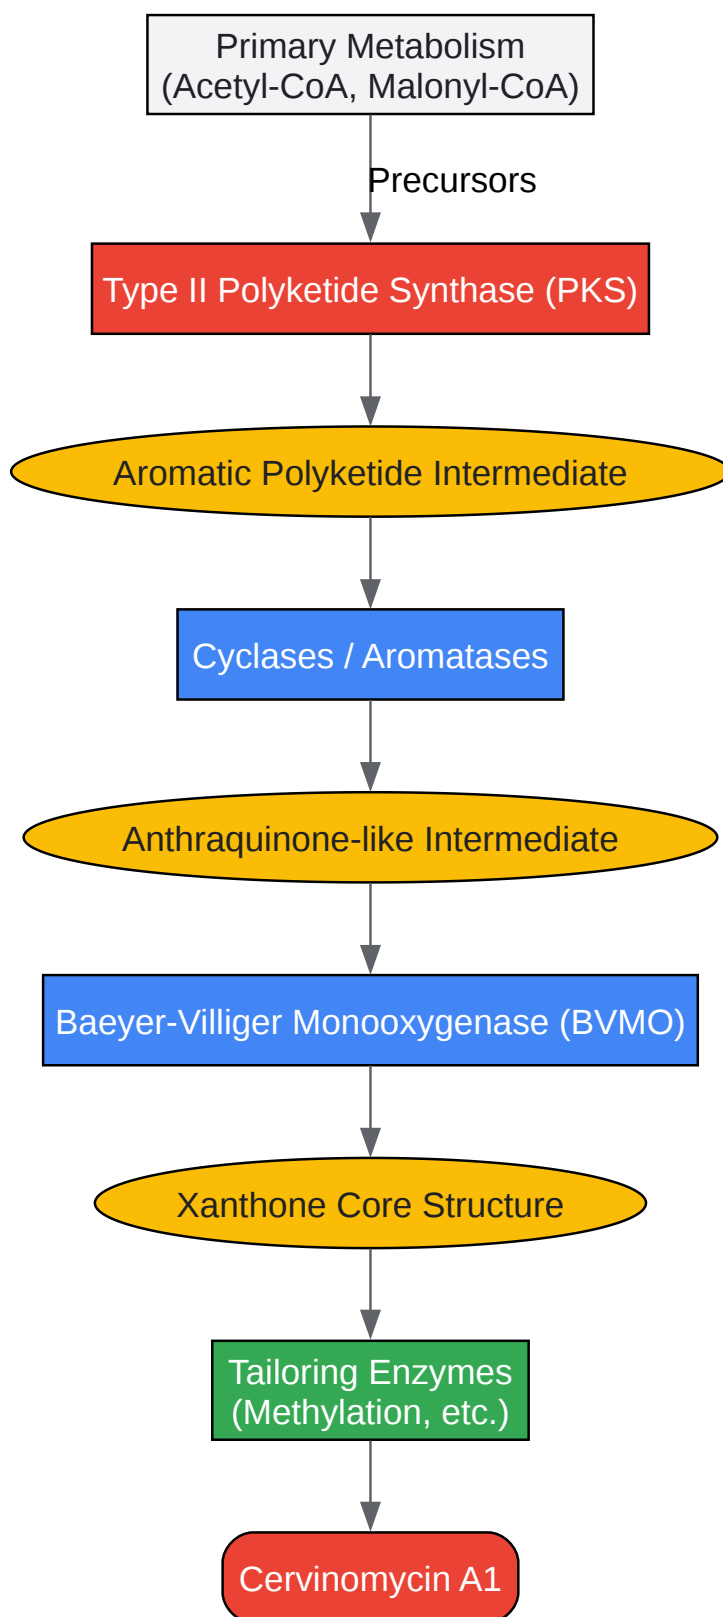 Primary Metabolism
(Acetyl-CoA, Malonyl-CoA)
Precursors
Type II Polyketide Synthase (PKS)
Aromatic Polyketide Intermediate
Cyclases / Aromatases
Anthraquinone-like Intermediate
Baeyer-Villiger Monooxygenase (BVMO)
Xanthone Core Structure
Tailoring Enzymes
(Methylation, etc.)
Cervinomycin A1